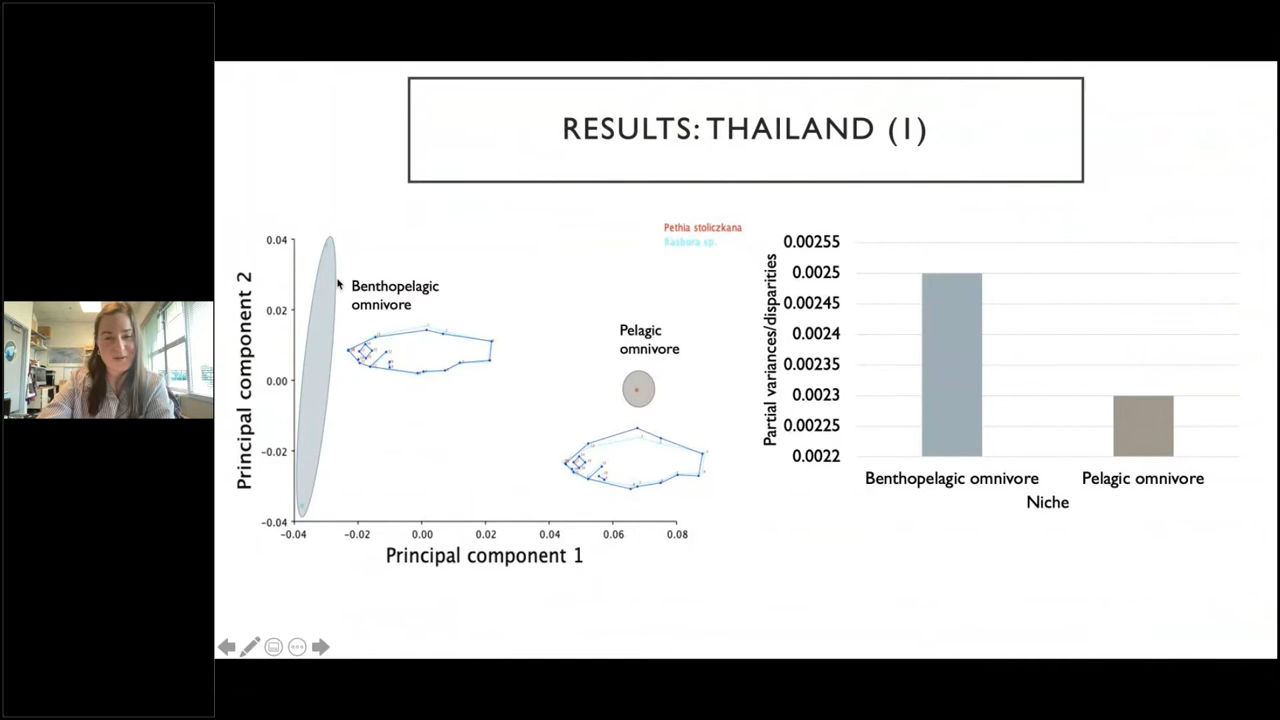 RESULTS: THAILAND (1)
Pethia stoliczkana
Rasbora sp.
Principal component 2
0.04
0.02
0.00
−0.02
−0.04
Benthopelagic
omnivore
Pelagic
omnivore
−0.04
−0.02
0.00
0.02
0.04
0.06
0.08
Principal component 1
Partial variances/disparities
0.00255
0.0025
0.00245
0.0024
0.00235
0.0023
0.00225
0.0022
Benthopelagic omnivore
Pelagic omnivore
Niche